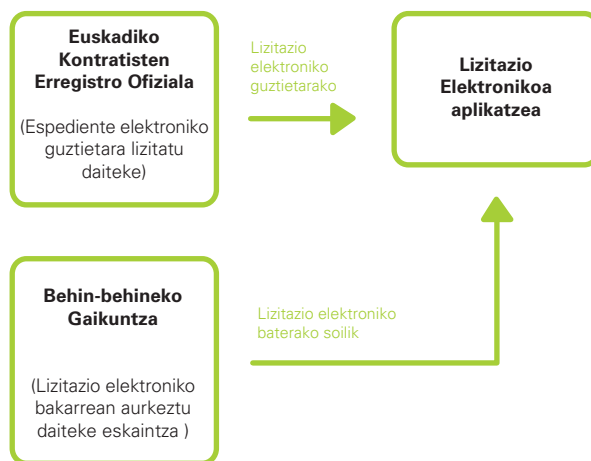 Euskadiko
Kontratisten
Erregistro Ofiziala
(Espediente elektroniko
guztietara lizitatu
daiteke)
Lizitazio
elektroniko
guztietarako
Lizitazio
Elektronikoa
aplikatzea
Behin-behineko
Gaikuntza
(Lizitazio elektroniko
bakarrean aurkeztu
daiteke eskaintza )
Lizitazio elektroniko
baterako soilik